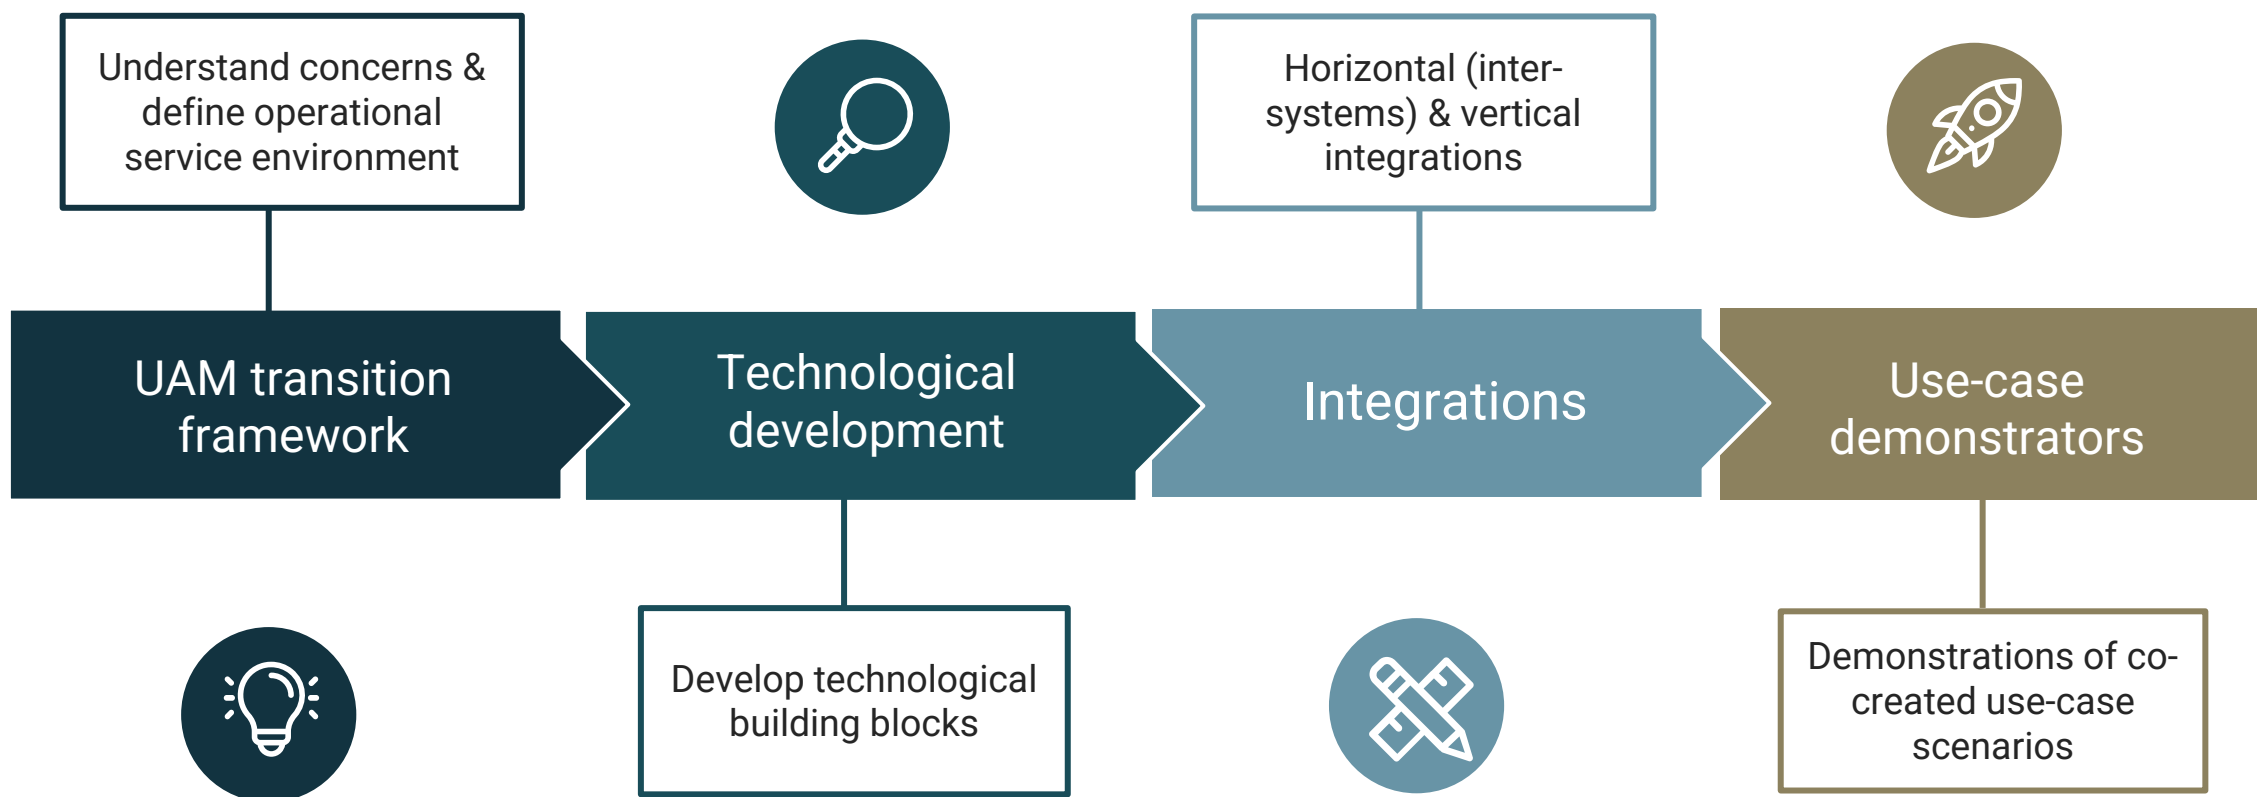 Understand concerns &
define operational
service environment
Horizontal (inter-
systems) & vertical
integrations
UAM transition
framework
Technological
development
Integrations
Use-case
demonstrators
Develop technological
building blocks
Demonstrations of co-
created use-case
scenarios